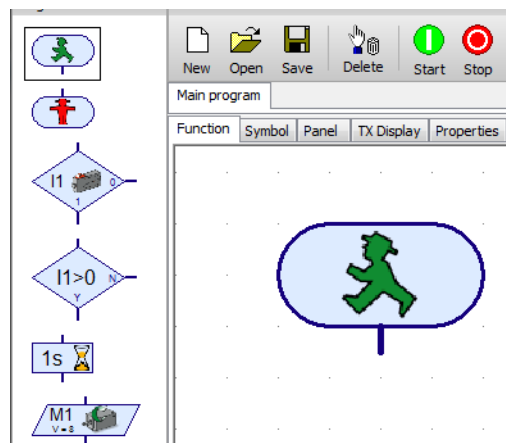 New Open Save Delete Start Stop
Main program
Function Symbol Panel TX Display Properties
I1 0
1
I1>0 N
Y
1s
M1
V = 8